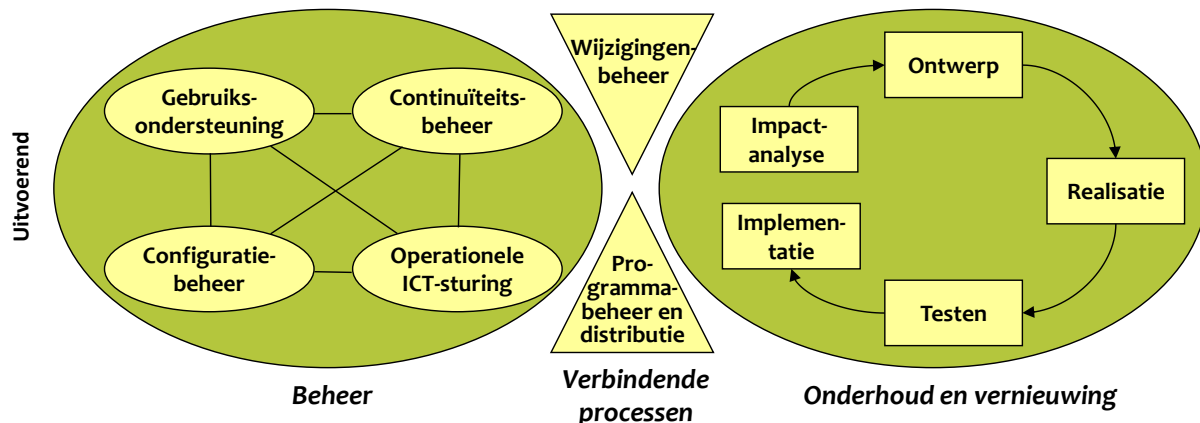 Uitvoerend
Gebruiks-
ondersteuning
Continuïteits-
beheer
Configuratie-
beheer
Operationele
ICT-sturing
Beheer
Wijzigingen-
beheer
Pro-
gramma-
beheer en
distributie
Verbindende
processen
Impact-
analyse
Ontwerp
Realisatie
Testen
Implemen-
tatie
Onderhoud en vernieuwing